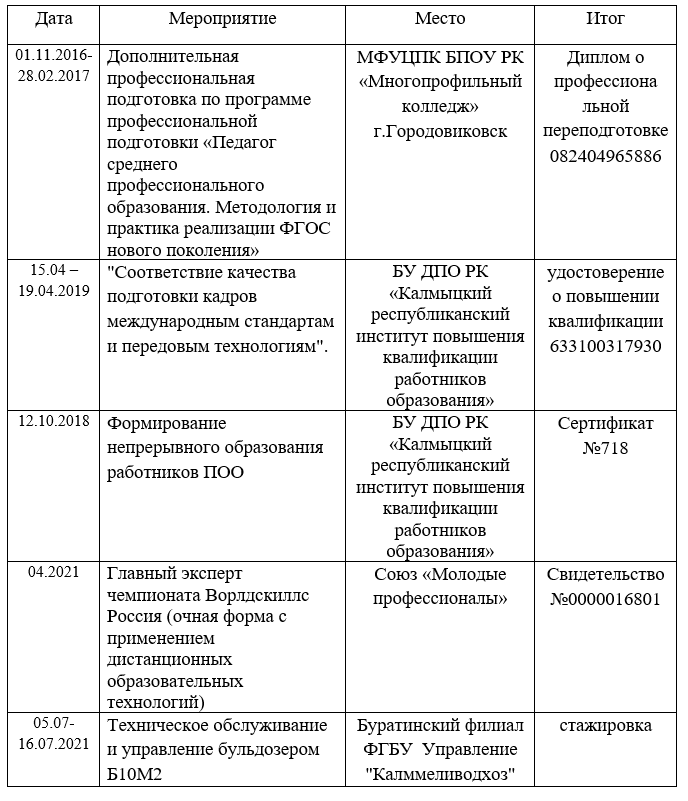 Дата Мероприятие Место Итог
01.11.2016-
28.02.2017
Дополнительная
профессиональная
подготовка по программе
профессиональной
подготовки «Педагог
среднего
профессионального
образования. Методология и
практика реализации ФГОС
нового поколения»
МФУЦПК БПОУ РК
«Многопрофильный
колледж»
г.Городовиковск
Диплом о
профессиона
льной
переподготовке
082404965886
15.04 –
19.04.2019
"Соответствие качества
подготовки кадров
международным стандартам
и передовым технологиям".
БУ ДПО РК
«Калмыцкий
республиканский
институт повышения
квалификации
работников
образования»
удостоверение
о повышении
квалификации
633100317930
12.10.2018
Формирование
непрерывного образования
работников ПОО
БУ ДПО РК
«Калмыцкий
республиканский
институт повышения
квалификации
работников
образования»
Сертификат
№718
04.2021
Главный эксперт
чемпионата Ворлдскиллс
Россия (очная форма с
применением
дистанционных
образовательных
технологий)
Союз «Молодые
профессионалы»
Свидетельство
№0000016801
05.07-
16.07.2021
Техническое обслуживание
и управление бульдозером
Б10М2
Буратинский филиал
ФГБУ Управление
"Калммеливодхоз"
стажировка